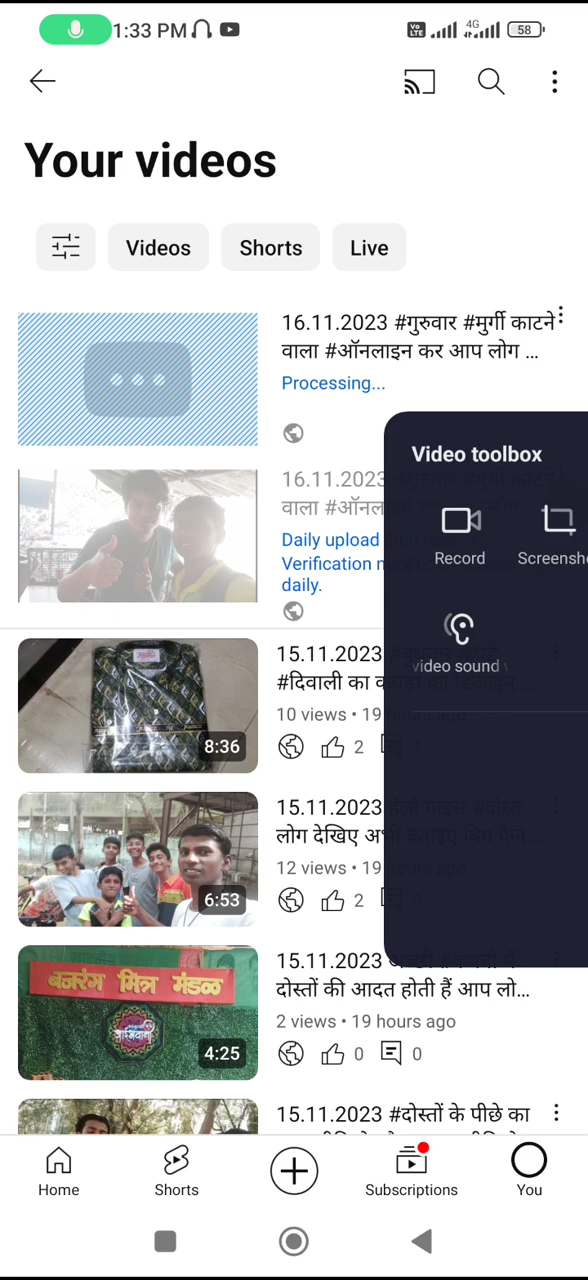 1:33 PM
Vo LTE
4G
58
Your videos
Videos
Shorts
Live
16.11.2023 #गुरुवार #मुर्गी काटने
वाला #ऑनलाइन कर आप लोग ...
Processing...
16.11.2023
वाला #ऑनल
Daily upload
Verification
daily.
Video toolbox
Record
Screensh
video sound
15.11.2023
#दिवाली का
10 views • 19
2
8:36
15.11.2023
लोग देखिए
12 views • 19
2
6:53
15.11.2023
दोस्तों की आदत होती हैं आप लो...
2 views • 19 hours ago
0
0
बजरंग मित्र मंडळ
4:25
15.11.2023 #दोस्तों के पीछे का
Home
Shorts
Subscriptions
You